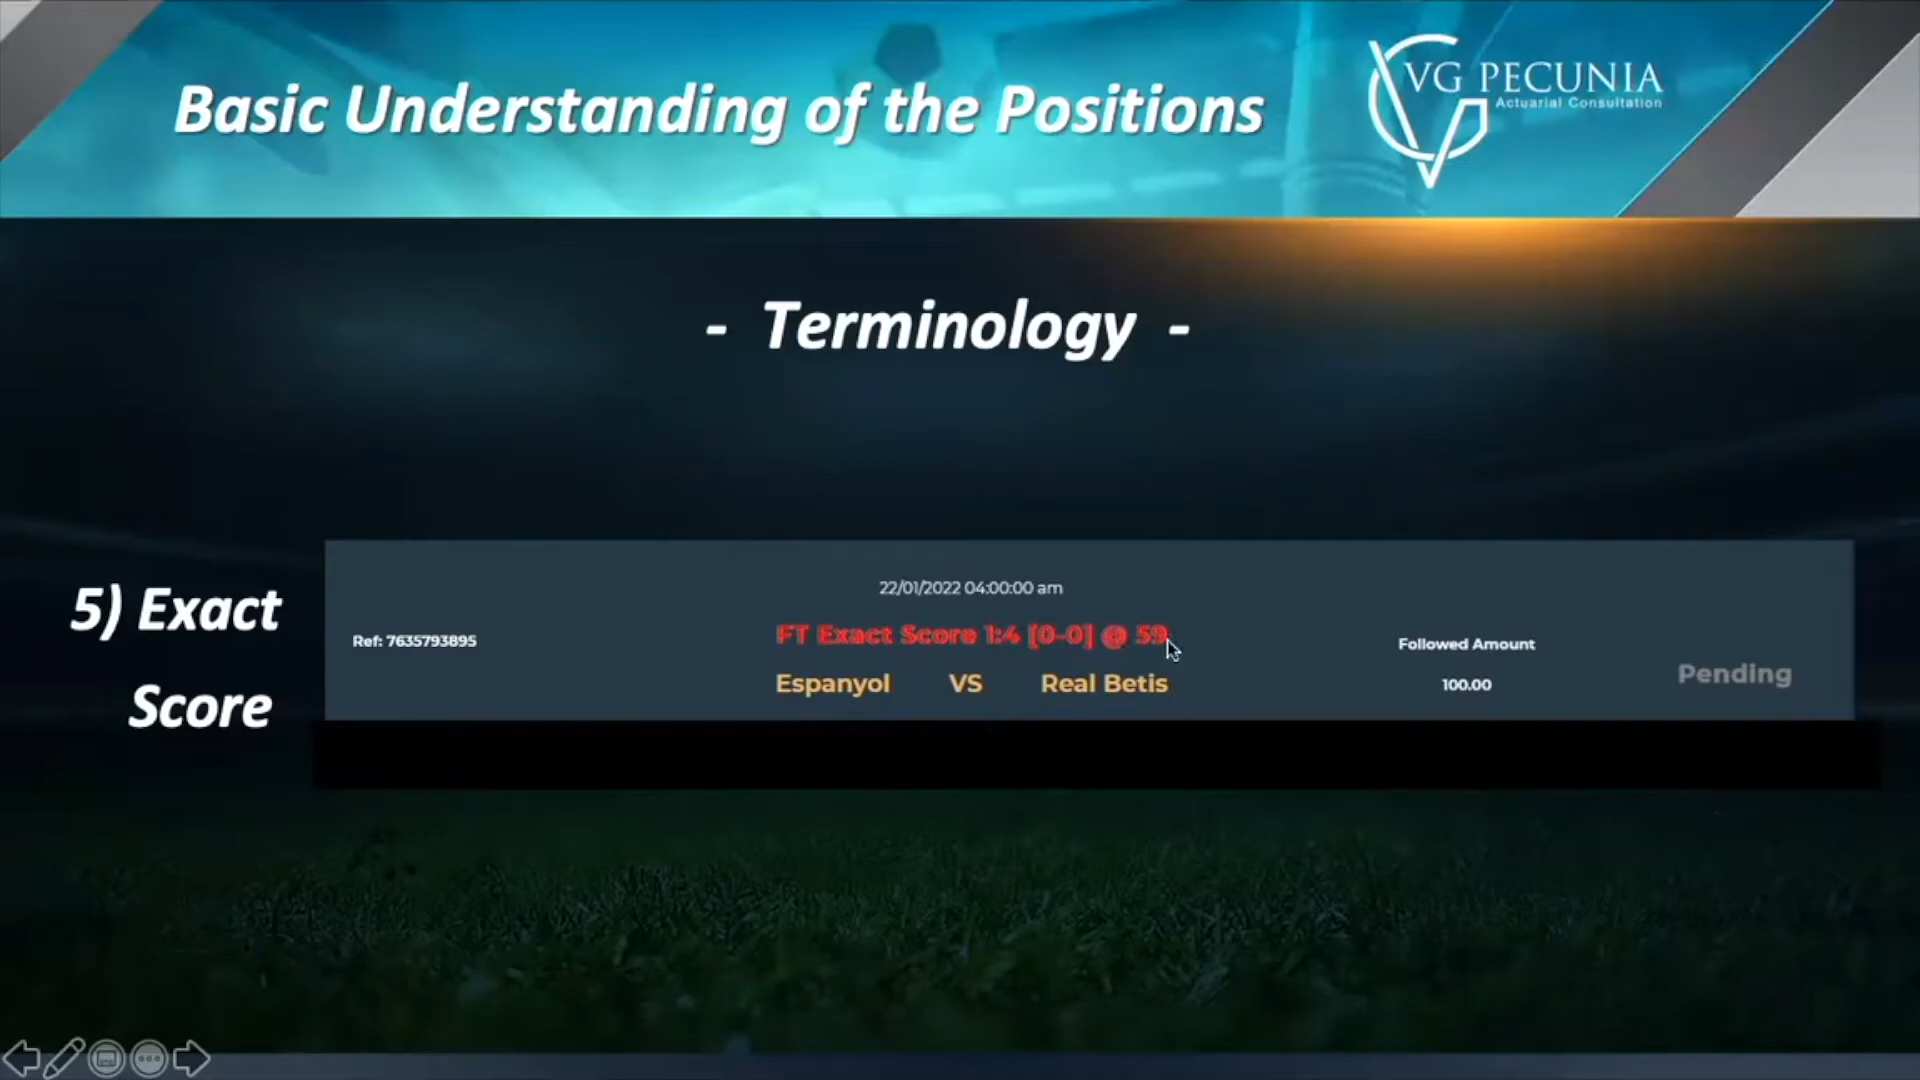 Basic Understanding of the Positions
VG PECUNIA
Actuarial Consultation
- Terminology -
5) Exact
Score
22/01/2022 04:00:00 am
Ref: 7635793895
FT Exact Score 1:4 [0-0] @ 59
Espanyol VS Real Betis
Followed Amount
100.00
Pending